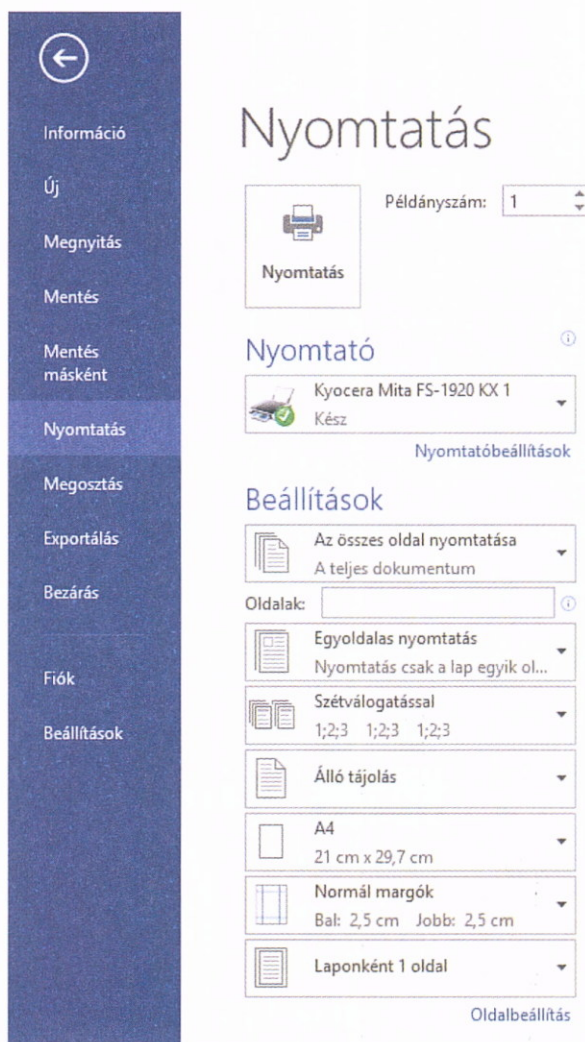 Információ
Új
Megnyitás
Mentés
Mentés
másként
Nyomtatás
Megosztás
Exportálás
Bezárás
Fiók
Beállítások
Nyomtatás
Példányszám: 1
Nyomtatás
Nyomtató
Kyocera Mita FS-1920 KX 1
Kész
Nyomtatóbeállítások
Beállítások
Az összes oldal nyomtatása
A teljes dokumentum
Oldalak:
Egyoldalas nyomtatás
Nyomtatás csak a lap egyik ol...
Szétválogatással
1;2;3 1;2;3 1;2;3
Álló tájolás
A4
21 cm x 29,7 cm
Normál margók
Bal: 2,5 cm Jobb: 2,5 cm
Laponként 1 oldal
Oldalbeállítás